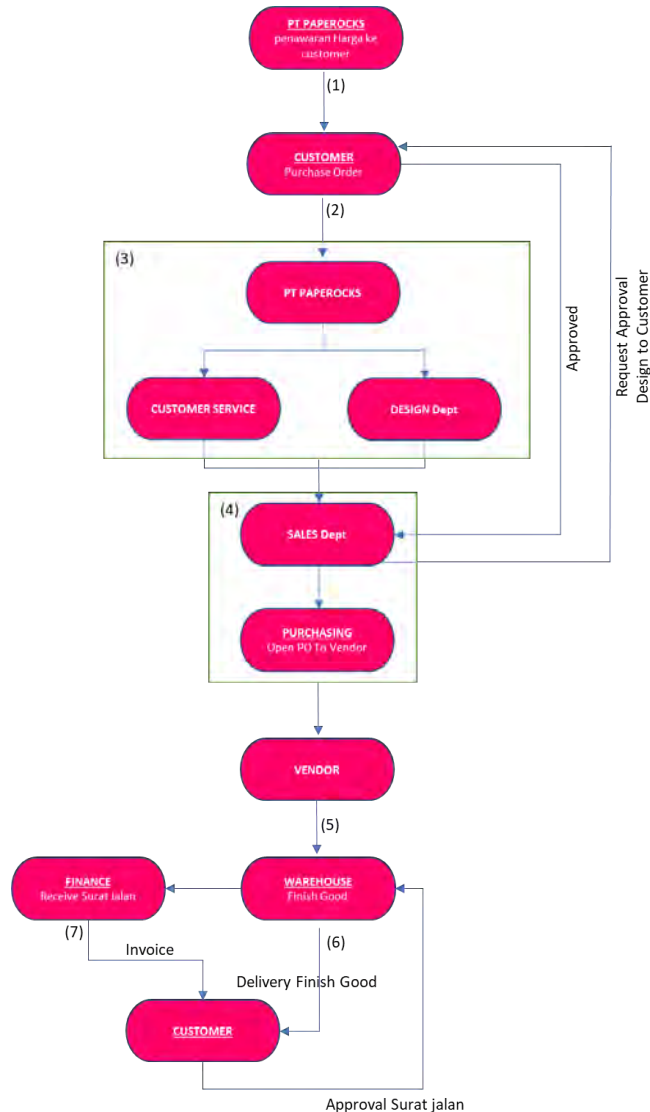 PT PAPEROCKS
penawaran Harga ke
customer
(1)
CUSTOMER
Purchase Order
(2)
(3)
PT PAPEROCKS
CUSTOMER SERVICE
DESIGN Dept
Approved
Request Approval
Design to Customer
(4)
SALES Dept
PURCHASING
Open PO To Vendor
VENDOR
(5)
FINANCE
Receive Surat Jalan
WAREHOUSE
Finish Good
(7)
(6)
Invoice
Delivery Finish Good
CUSTOMER
Approval Surat jalan